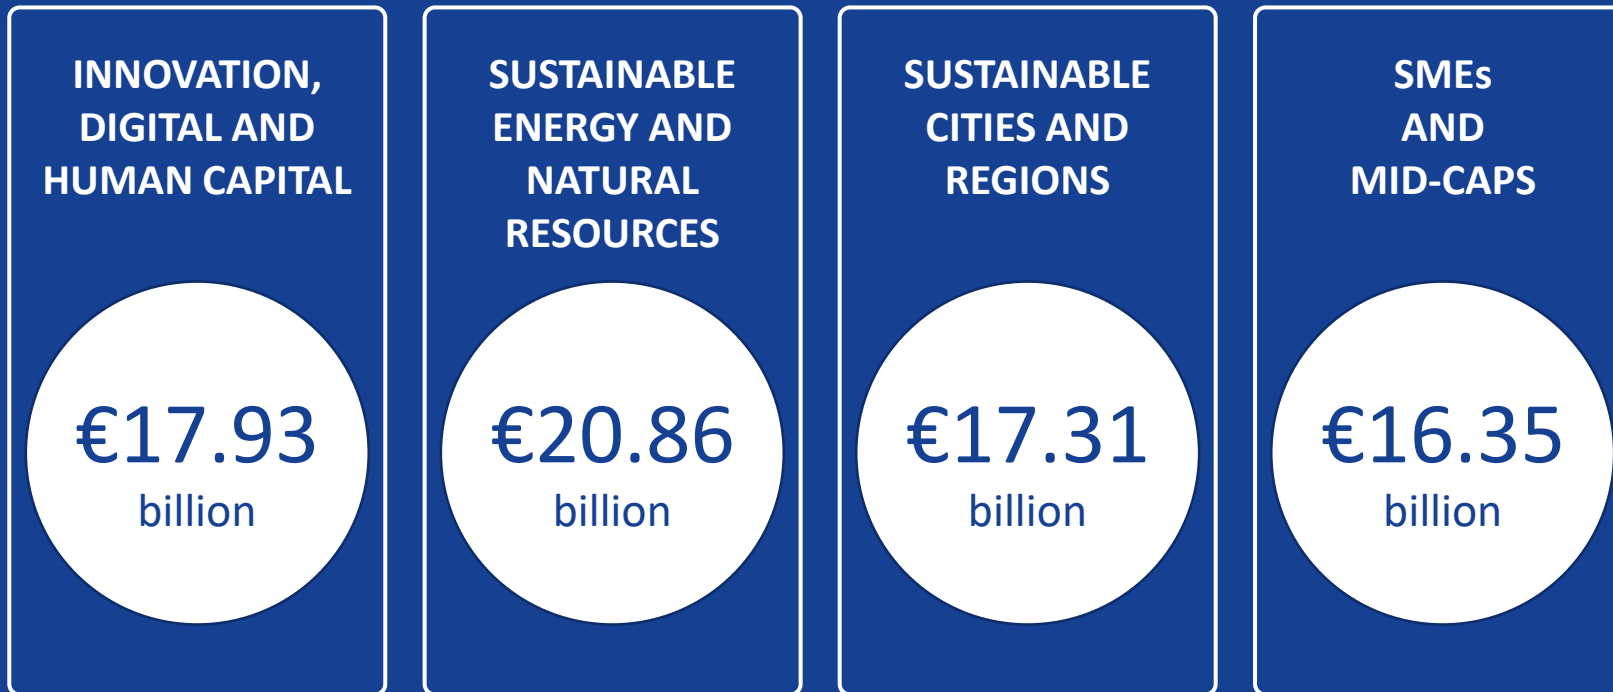 INNOVATION,
DIGITAL AND
HUMAN CAPITAL
€17.93
billion
SUSTAINABLE
ENERGY AND
NATURAL
RESOURCES
€20.86
billion
SUSTAINABLE
CITIES AND
REGIONS
€17.31
billion
SMEs
AND
MID-CAPS
€16.35
billion